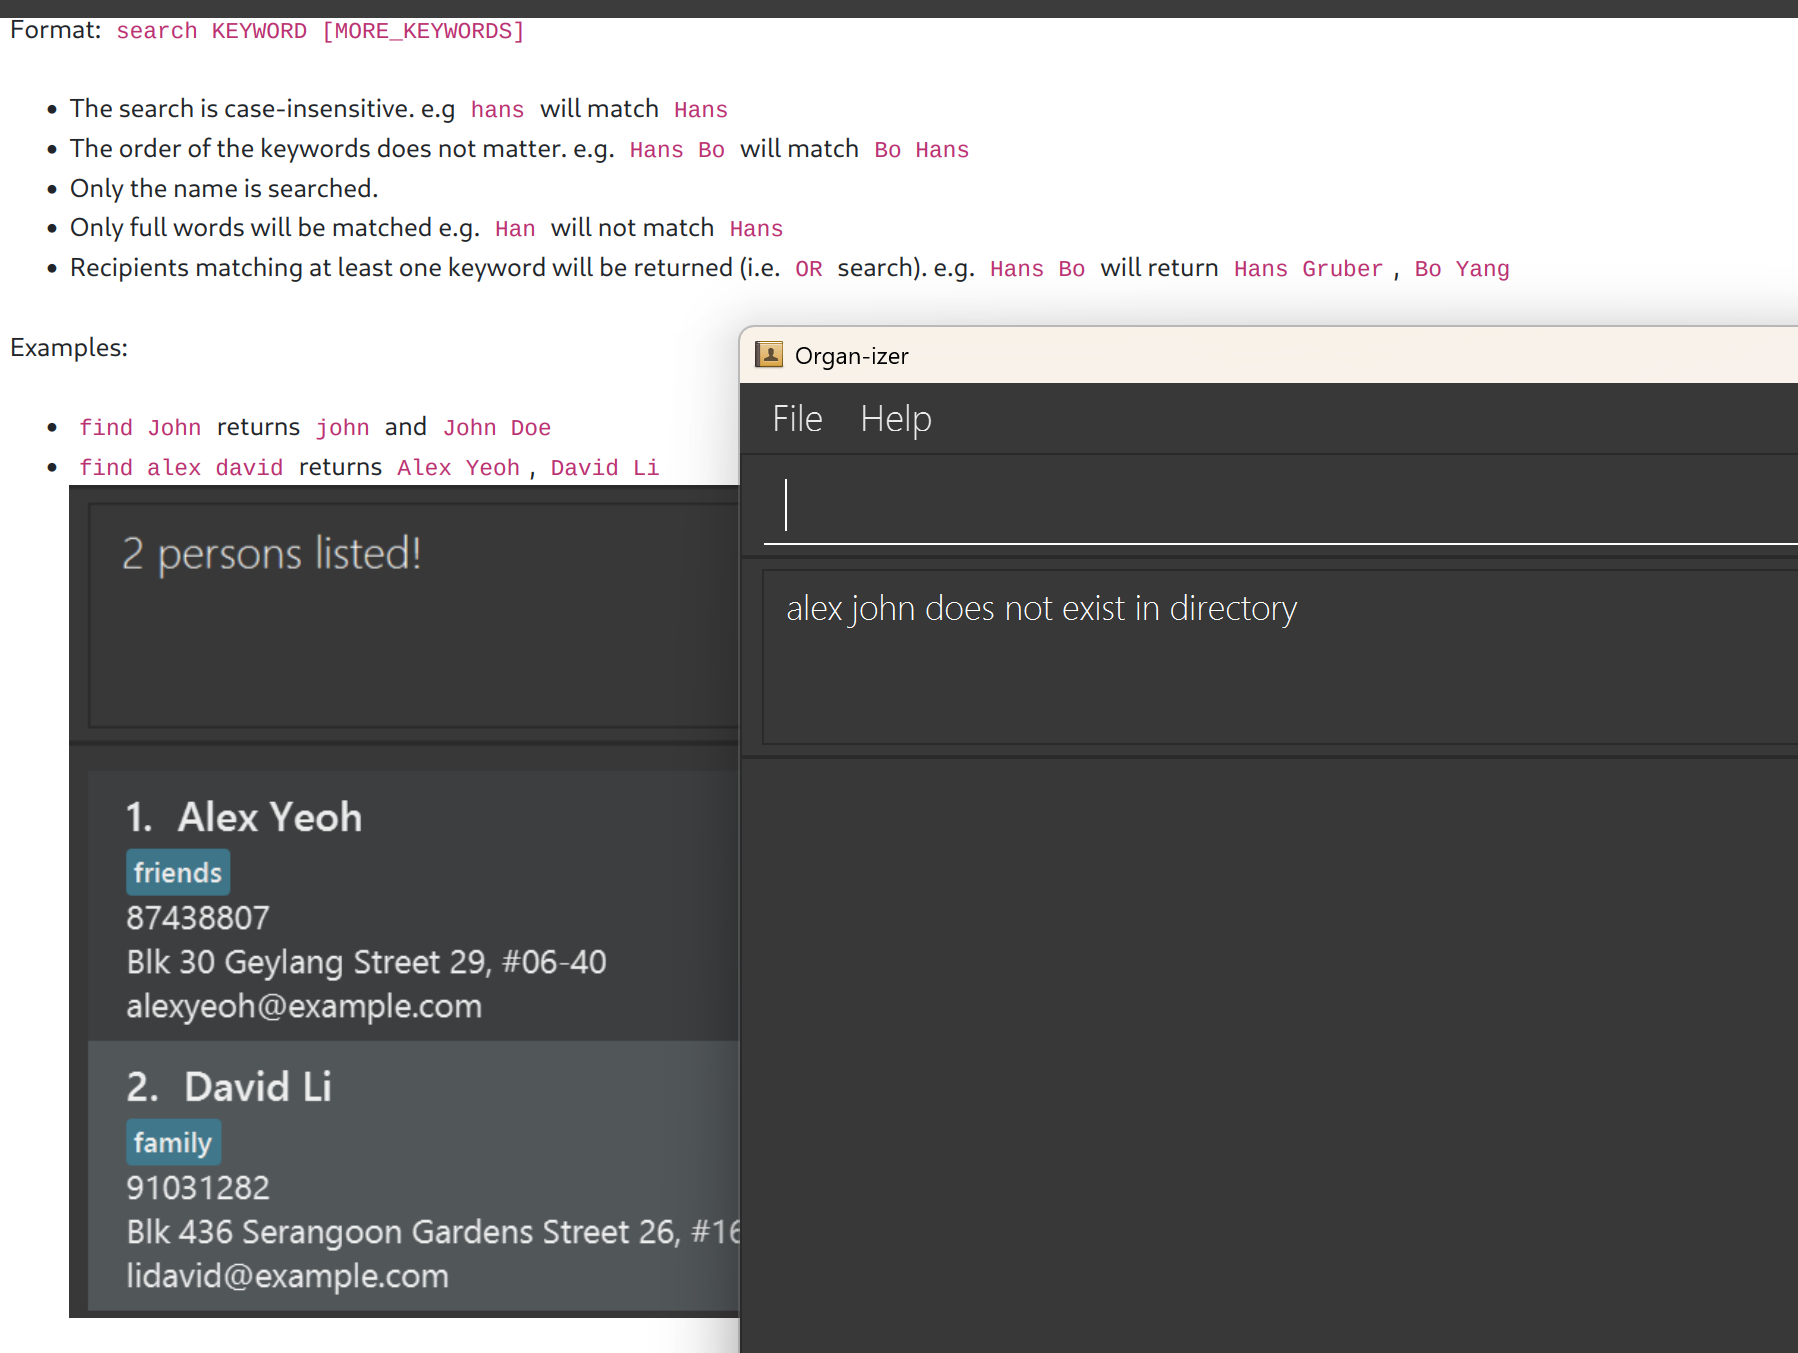 Format: search KEYWORD [MORE_KEYWORDS]
The search is case-insensitive. e.g hans will match Hans
The order of the keywords does not matter. e.g. Hans Bo will match Bo Hans
Only the name is searched.
Only full words will be matched e.g. Han will not match Hans
Recipients matching at least one keyword will be returned (i.e. OR search). e.g. Hans Bo will return Hans Gruber , Bo Yang
Examples:
find John returns john and John Doe
find alex david returns Alex Yeoh , David Li
2 persons listed!
1. Alex Yeoh
friends
87438807
Blk 30 Geylang Street 29, #06-40
alexyeoh@example.com
2. David Li
family
91031282
Blk 436 Serangoon Gardens Street 26, #16
lidavid@example.com
Organ-izer
File Help
alex john does not exist in directory